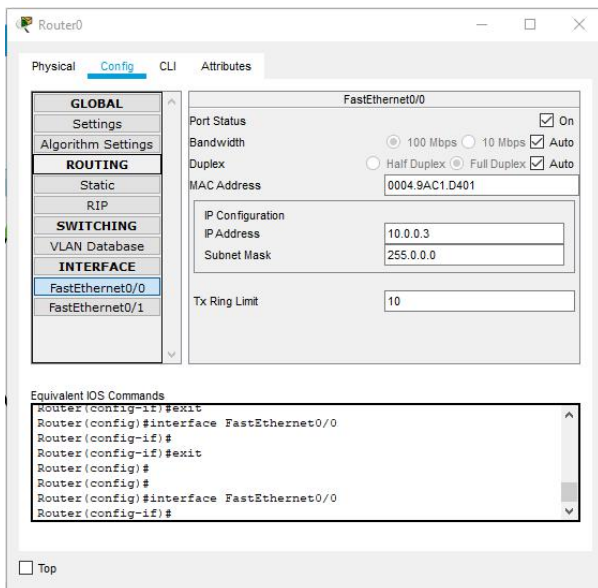 Router0
Physical Config CLI Attributes
GLOBAL
Settings
Algorithm Settings
ROUTING
Static
RIP
SWITCHING
VLAN Database
INTERFACE
FastEthernet0/0
FastEthernet0/1
FastEthernet0/0
Port Status On
Bandwidth 100 Mbps 10 Mbps Auto
Duplex Half Duplex Full Duplex Auto
MAC Address 0004.9AC1.D401
IP Configuration
IP Address 10.0.0.3
Subnet Mask 255.0.0.0
Tx Ring Limit 10
Equivalent IOS Commands
Router(config-if)#exit
Router(config)#interface FastEthernet0/0
Router(config-if)#
Router(config-if)#exit
Router(config)#
Router(config)#
Router(config)#interface FastEthernet0/0
Router(config-if)#
Top